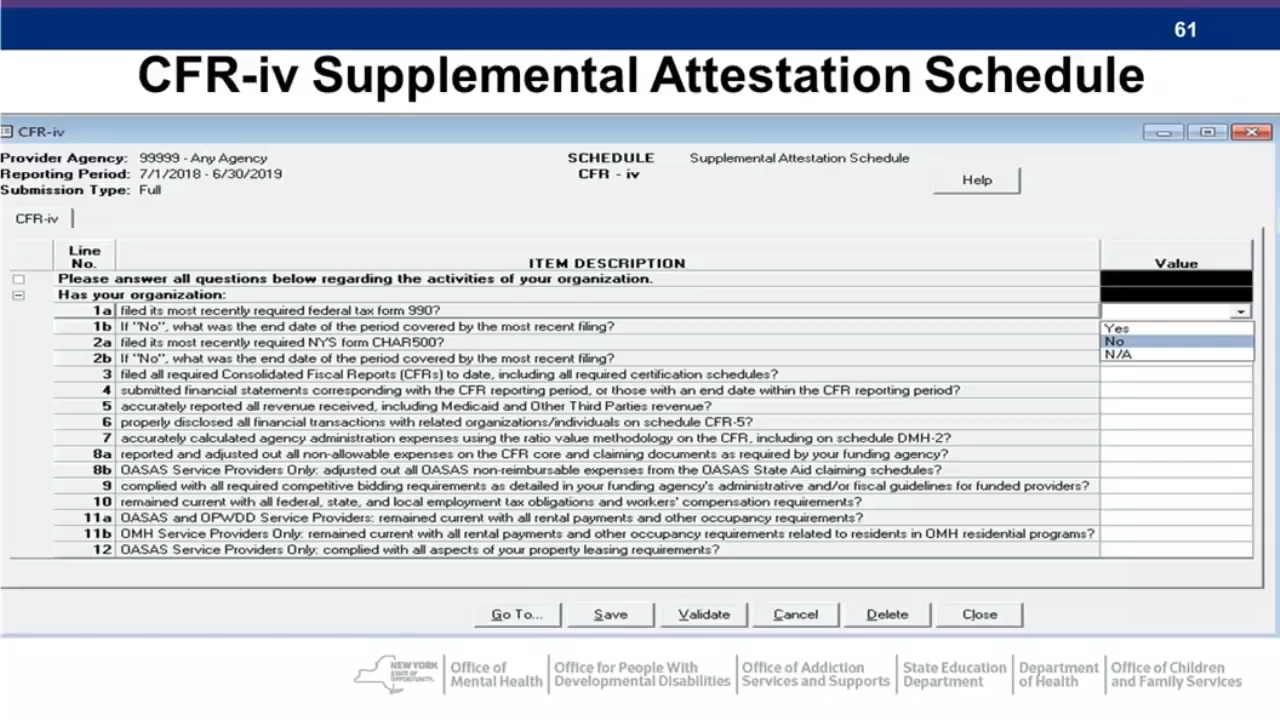 61
CFR-iv Supplemental Attestation Schedule
CFR-iv
Provider Agency: 99999 - Any Agency SCHEDULE Supplemental Attestation Schedule
Reporting Period: 7/1/2018 - 6/30/2019 CFR - iv
Submission Type: Full
Help
CFR-iv
Line No. ITEM DESCRIPTION Value
Please answer all questions below regarding the activities of your organization.
Has your organization:
1a filed its most recently required federal tax form 990?
1b If "No", what was the end date of the period covered by the most recent filing? Yes
2a filed its most recently required NYS form CHAR500? No
2b If "No", what was the end date of the period covered by the most recent filing? N/A
3 filed all required Consolidated Fiscal Reports (CFRs) to date, including all required certification schedules?
4 submitted financial statements corresponding with the CFR reporting period, or those with an end date within the CFR reporting period?
5 accurately reported all revenue received, including Medicaid and Other Third Parties revenue?
6 properly disclosed all financial transactions with related organizations/individuals on schedule CFR-5?
7 accurately calculated agency administration expenses using the ratio value methodology on the CFR, including on schedule DMH-2?
8a reported and adjusted out all non-allowable expenses on the CFR core and claiming documents as required by your funding agency?
8b OASAS Service Providers Only: adjusted out all OASAS non-reimbursable expenses from the OASAS State Aid claiming schedules?
9 complied with all required competitive bidding requirements as detailed in your funding agency's administrative and/or fiscal guidelines for funded providers?
10 remained current with all federal, state, and local employment tax obligations and workers' compensation requirements?
11a OASAS and OPWDD Service Providers: remained current with all rental payments and other occupancy requirements?
11b OMH Service Providers Only: remained current with all rental payments and other occupancy requirements related to residents in OMH residential programs?
12 OASAS Service Providers Only: complied with all aspects of your property leasing requirements?
Go To... Save Validate Cancel Delete Close
NEW YORK STATE OF OPPORTUNITY.
Office of Mental Health
Office for People With Developmental Disabilities
Office of Addiction Services and Supports
State Education Department
Department of Health
Office of Children and Family Services